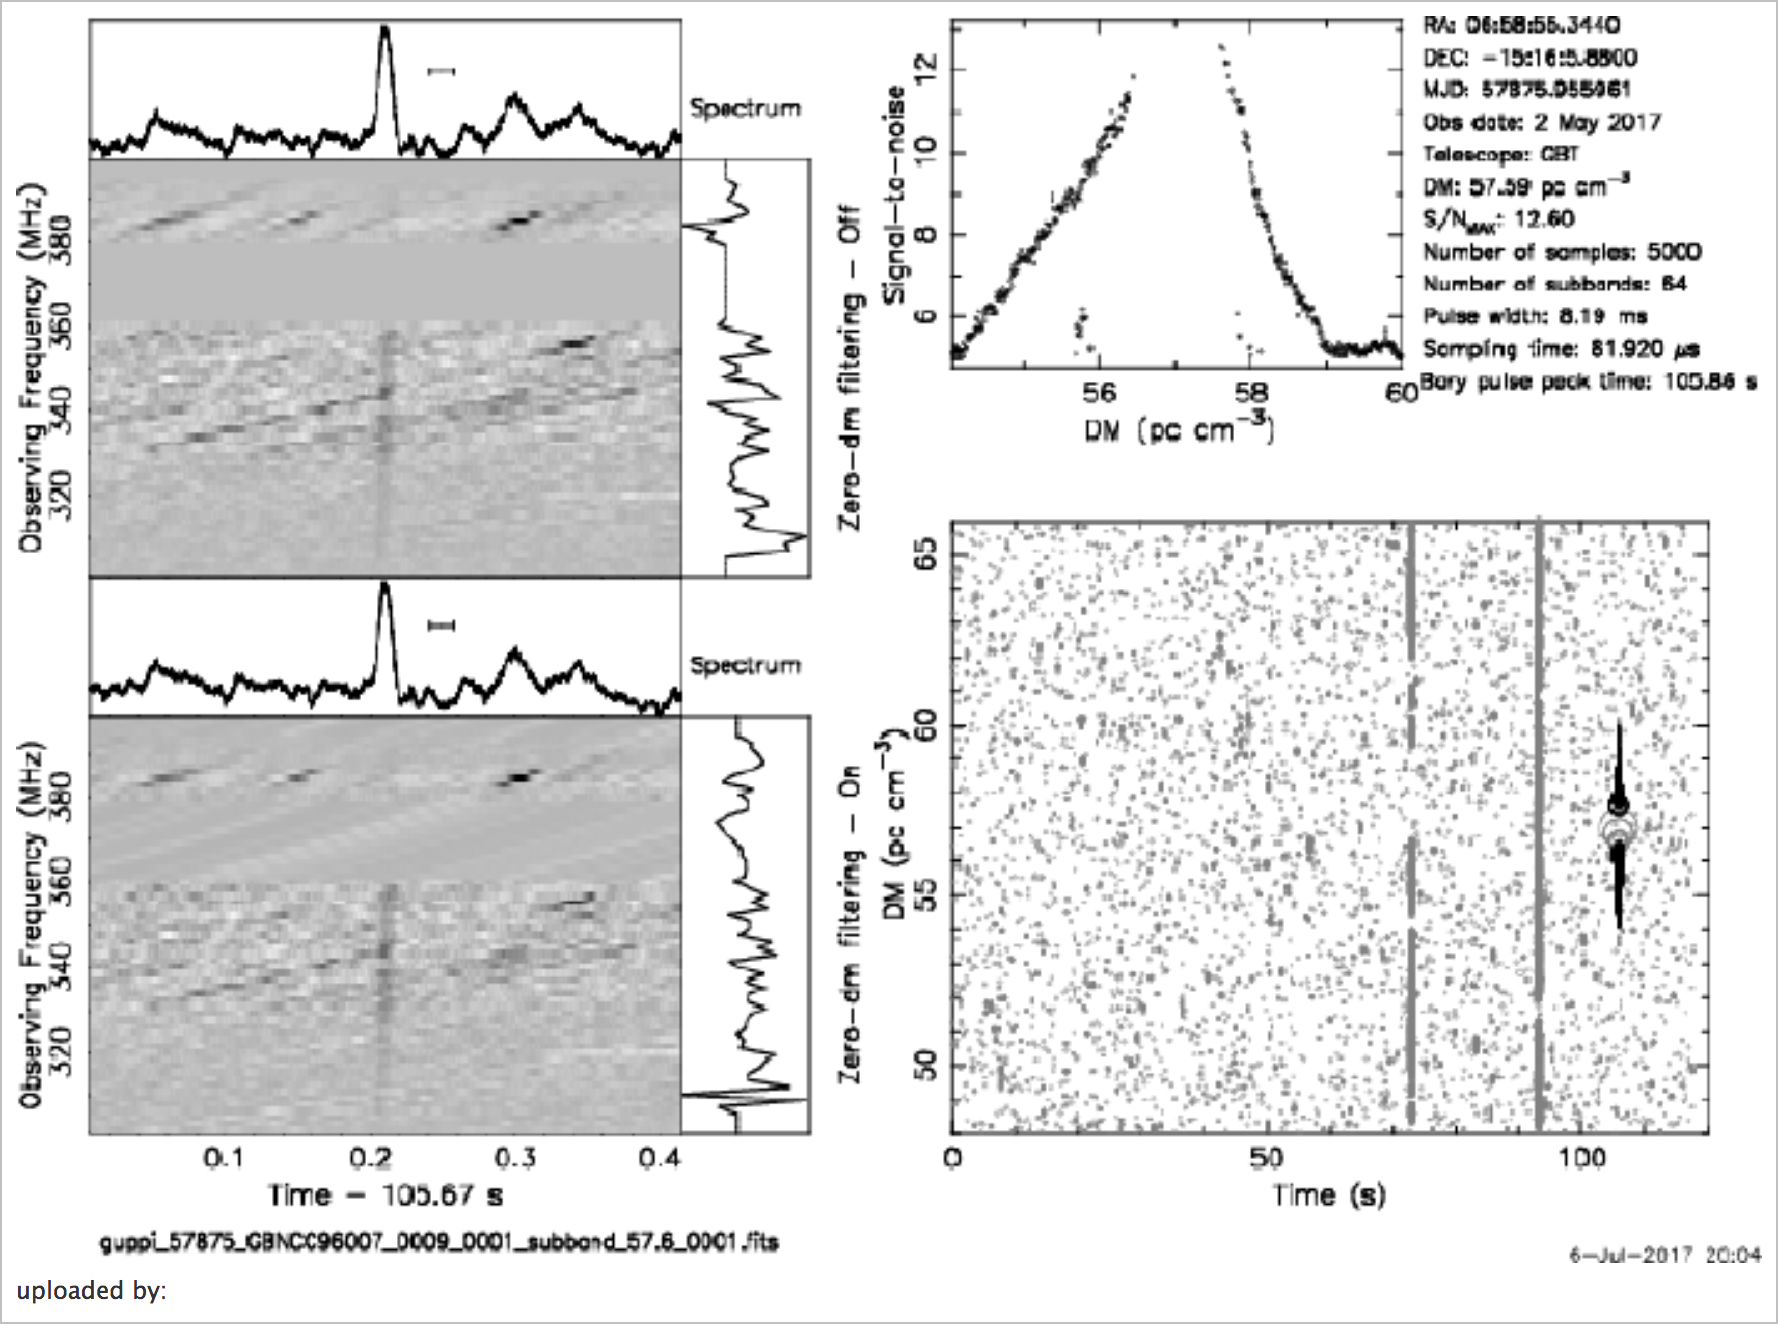 Spectrum
Observing Frequency (MHz)
320 340 360 380
Zero-dm filtering - Off
Spectrum
Observing Frequency (MHz)
320 340 360 380
Zero-dm filtering - On
0.1 0.2 0.3 0.4
Time - 105.67 s
guppi_57875_GBNCC96007_0009_0001_subband_57.6_0001.fits
Signal-to-noise
6 8 10 12
56 58 60
DM (pc cm⁻³)
RA: 06:58:55.3440
DEC: -15:16:5.8800
MJD: 57875.055061
Obs date: 2 May 2017
Telescope: GBT
DM: 57.59 pc cm⁻³
S/N_MAX: 12.60
Number of samples: 5000
Number of subbands: 64
Pulse width: 8.19 ms
Sampling time: 81.920 μs
Bary pulse peak time: 105.86 s
DM (pc cm⁻³)
50 55 60 65
0 50 100
Time (s)
6-Jul-2017 20:04
uploaded by: